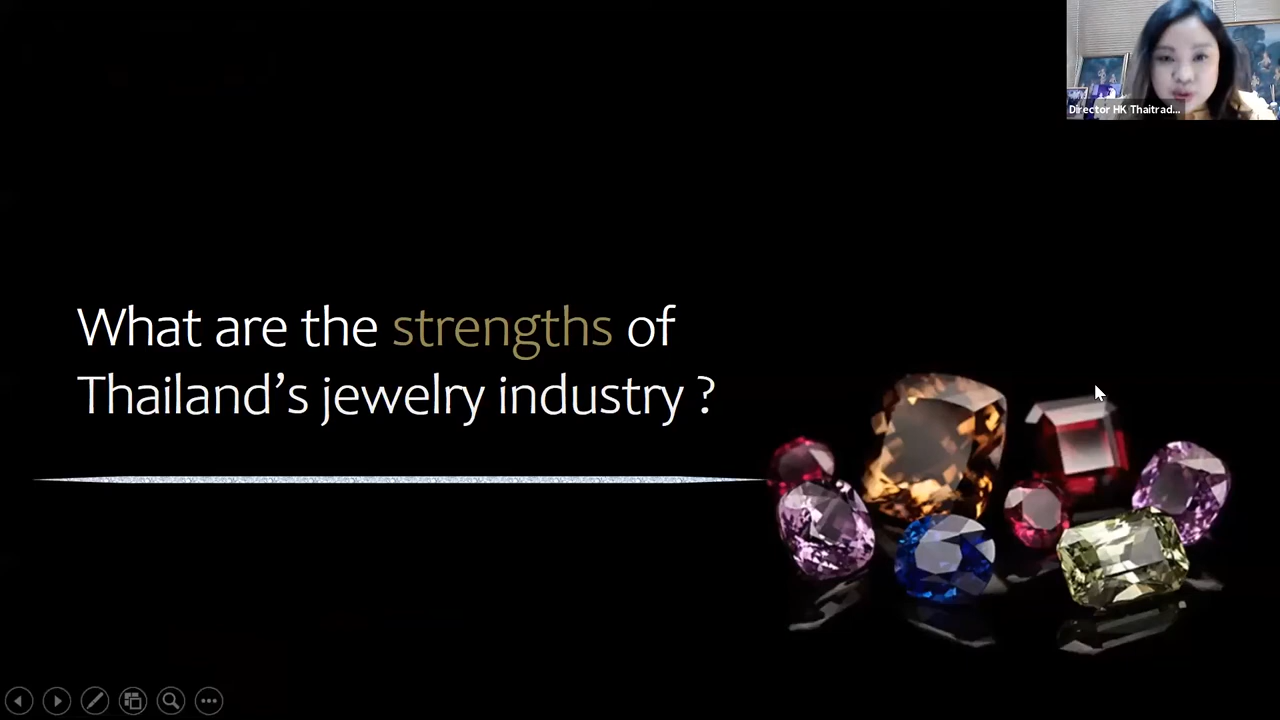 Director HK Thaitrad...
What are the strengths of
Thailand’s jewelry industry ?